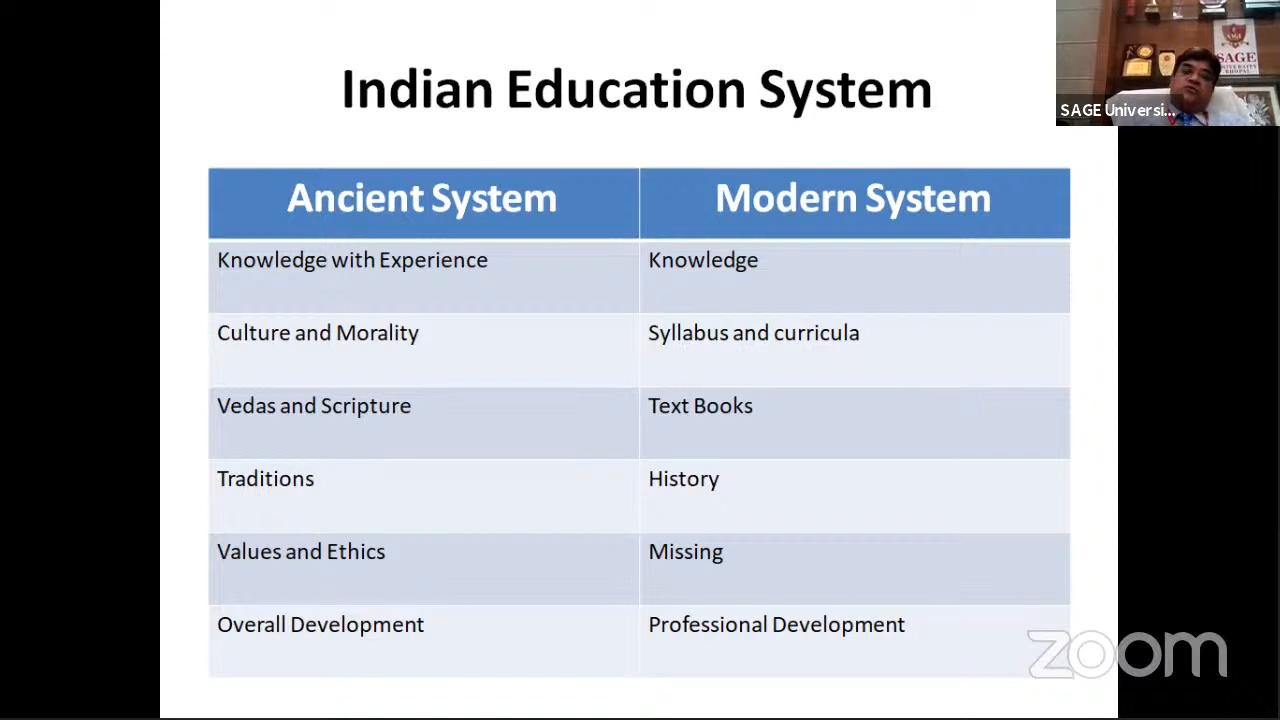 Indian Education System
SAGE Universi...
SAGE
Ancient System Modern System
Knowledge with Experience Knowledge
Culture and Morality Syllabus and curricula
Vedas and Scripture Text Books
Traditions History
Values and Ethics Missing
Overall Development Professional Development
zoom